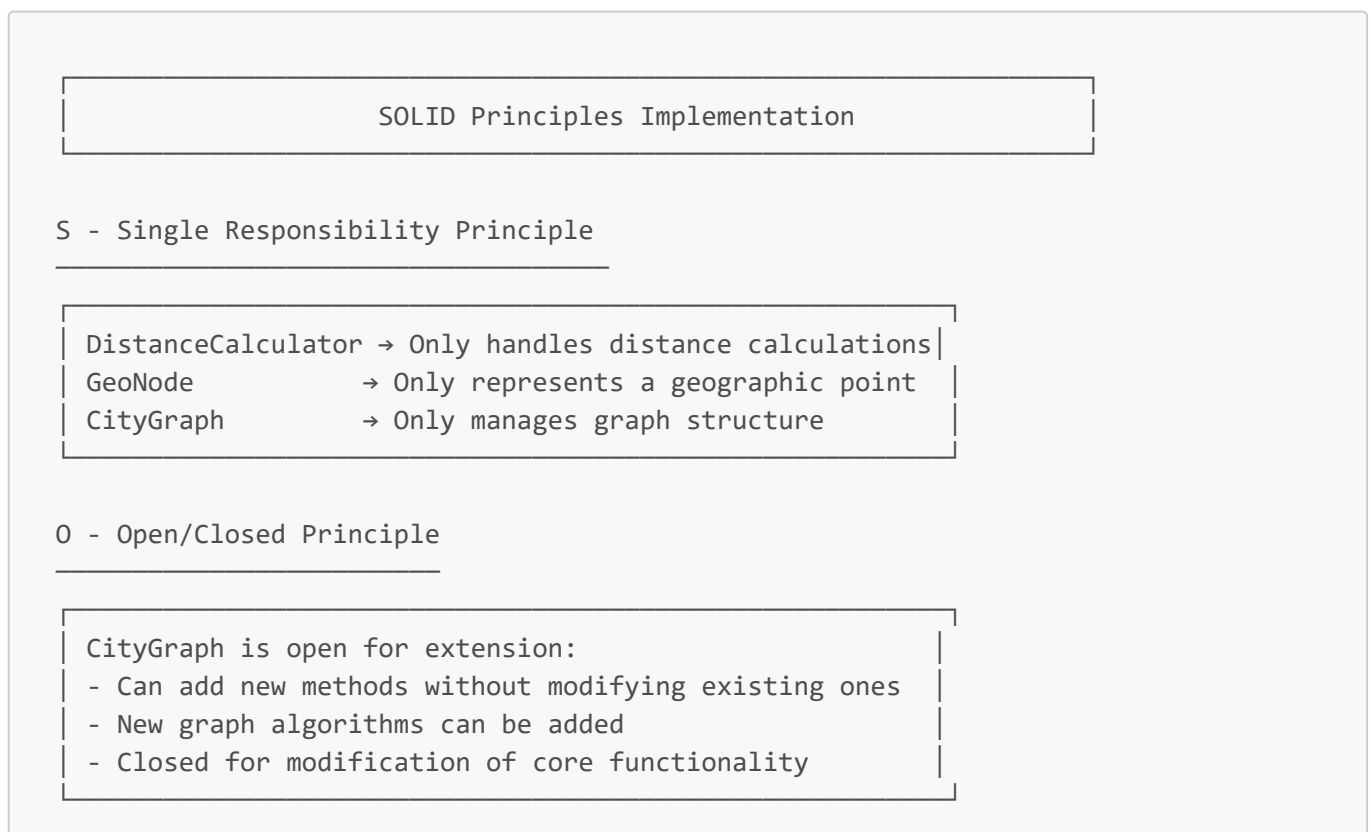 SOLID Principles Implementation
S - Single Responsibility Principle
DistanceCalculator → Only handles distance calculations
GeoNode → Only represents a geographic point
CityGraph → Only manages graph structure
O - Open/Closed Principle
CityGraph is open for extension:
- Can add new methods without modifying existing ones
- New graph algorithms can be added
- Closed for modification of core functionality